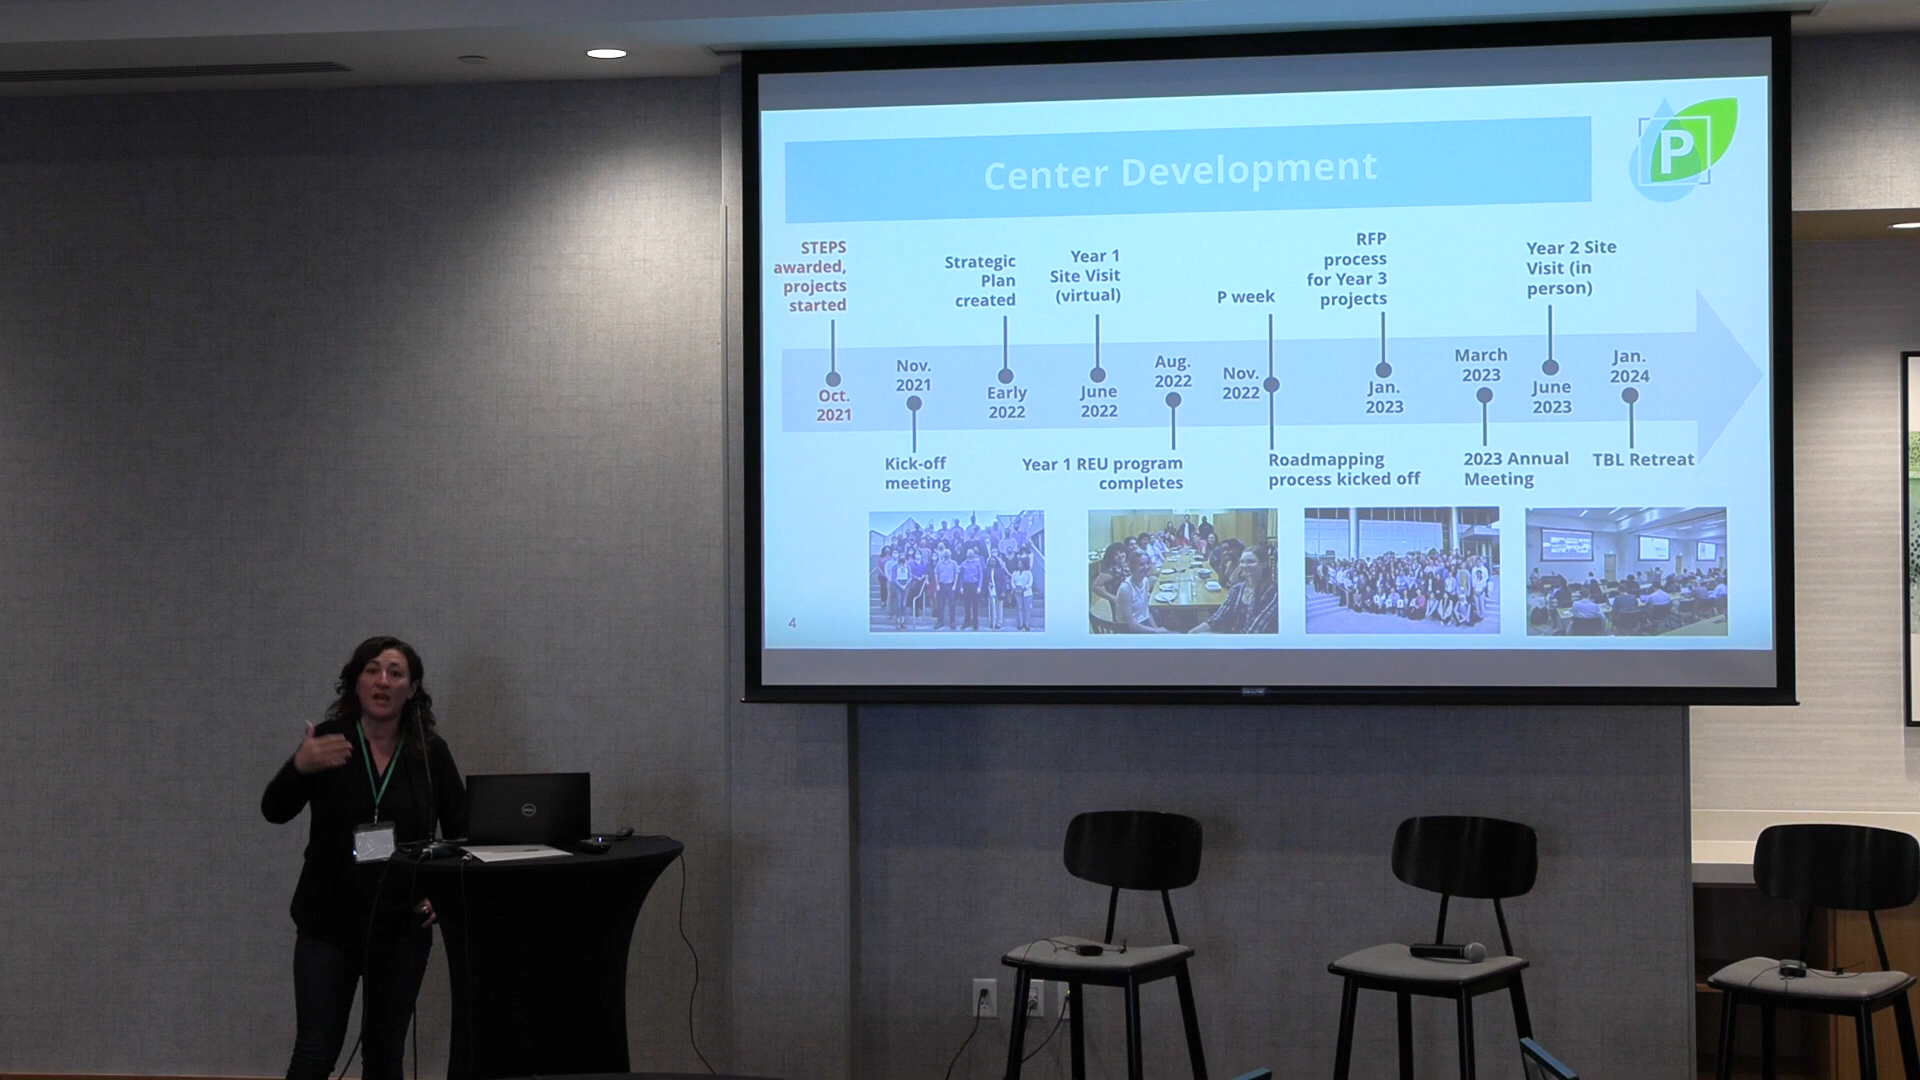 Center Development
P
STEPS
awarded,
projects
started
Strategic
Plan
created
Year 1
Site Visit
(virtual)
P week
RFP
process
for Year 3
projects
Year 2 Site
Visit (in
person)
Oct.
2021
Nov.
2021
Early
2022
June
2022
Aug.
2022
Nov.
2022
Jan.
2023
March
2023
June
2023
Jan.
2024
Kick-off
meeting
Year 1 REU program
completes
Roadmapping
process kicked off
2023 Annual
Meeting
TBL Retreat
4
DELL